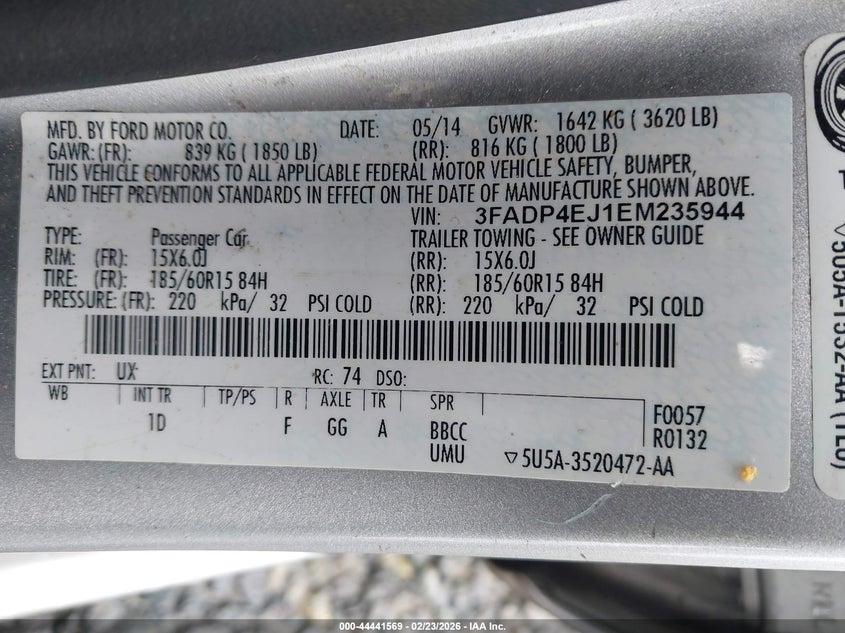 MFD. BY FORD MOTOR CO. DATE: 05/14 GVWR: 1642 KG ( 3620 LB)
GAWR: (FR): 839 KG ( 1850 LB) (RR): 816 KG ( 1800 LB)
THIS VEHICLE CONFORMS TO ALL APPLICABLE FEDERAL MOTOR VEHICLE SAFETY, BUMPER,
AND THEFT PREVENTION STANDARDS IN EFFECT ON THE DATE OF MANUFACTURE SHOWN ABOVE.
VIN: 3FADP4EJ1EM235944
TYPE: Passenger Car TRAILER TOWING - SEE OWNER GUIDE
RIM: (FR): 15X6.0J (RR): 15X6.0J
TIRE: (FR): 185/60R15 84H (RR): 185/60R15 84H
PRESSURE: (FR): 220 kPa/ 32 PSI COLD (RR): 220 kPa/ 32 PSI COLD
EXT PNT: UX RC: 74 DSO:
WB INT TR TP/PS R AXLE TR SPR
1D F GG A BBCC F0057
UMU R0132
▽5U5A-3520472-AA
▽5U5A-1532-AA (TLO)
000-44441569 - 02/23/2026 - IAA Inc.